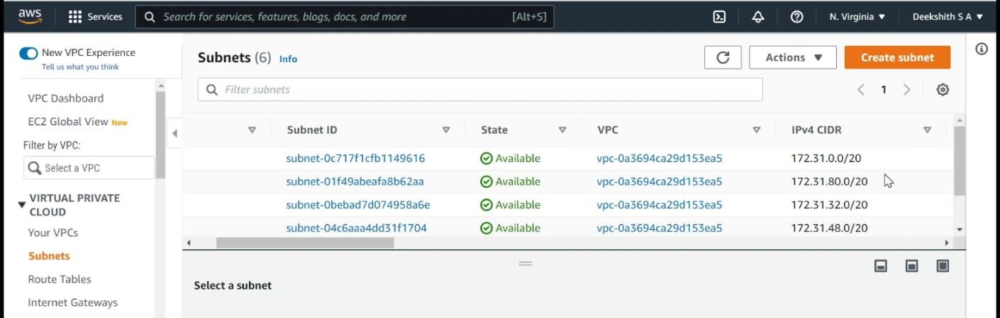 aws Services Search for services, features, blogs, docs, and more [Alt+S] N. Virginia Deekshith S A
New VPC Experience
Tell us what you think
VPC Dashboard
EC2 Global View New
Filter by VPC:
Select a VPC
VIRTUAL PRIVATE
CLOUD
Your VPCs
Subnets
Route Tables
Internet Gateways
Subnets (6) Info Actions Create subnet
Filter subnets 1
Subnet ID State VPC IPv4 CIDR
subnet-0c717f1cfb1149616 Available vpc-0a3694ca29d153ea5 172.31.0.0/20
subnet-01f49abeafa8b62aa Available vpc-0a3694ca29d153ea5 172.31.80.0/20
subnet-0bebad7d074958a6e Available vpc-0a3694ca29d153ea5 172.31.32.0/20
subnet-04c6aaa4dd31f1704 Available vpc-0a3694ca29d153ea5 172.31.48.0/20
Select a subnet